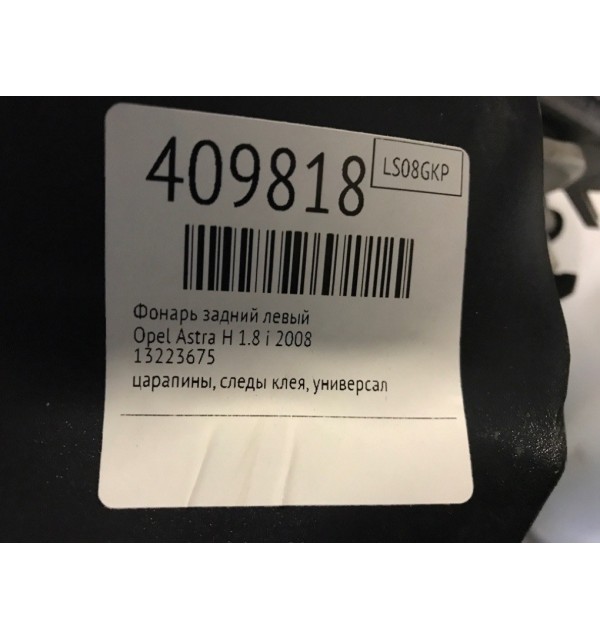 409818
LS08GKP
Фонарь задний левый
Opel Astra H 1.8 i 2008
13223675
царапины, следы клея, универсал